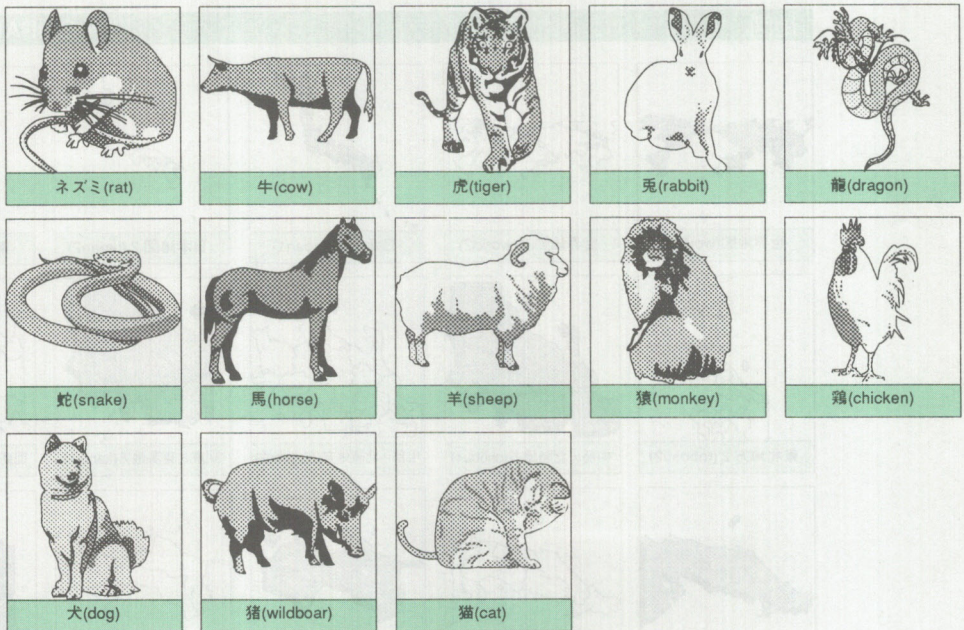 ネズミ(rat)
牛(cow)
虎(tiger)
兎(rabbit)
龍(dragon)
蛇(snake)
馬(horse)
羊(sheep)
猿(monkey)
鶏(chicken)
犬(dog)
猪(wildboar)
猫(cat)